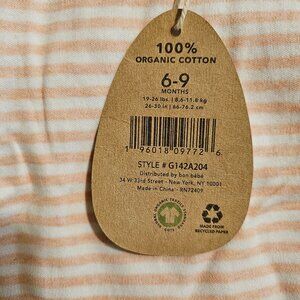 100%
ORGANIC COTTON
6-9
MONTHS
19-26 lbs. | 8.6-11.8 kg
26-30 in | 66-76.2 cm
1 96018 09772 6
STYLE # G142A204
Distributed by bon bébé
34 W 33rd Street - New York, NY 10001
Made in China - RN72409
MADE FROM
RECYCLED PAPER